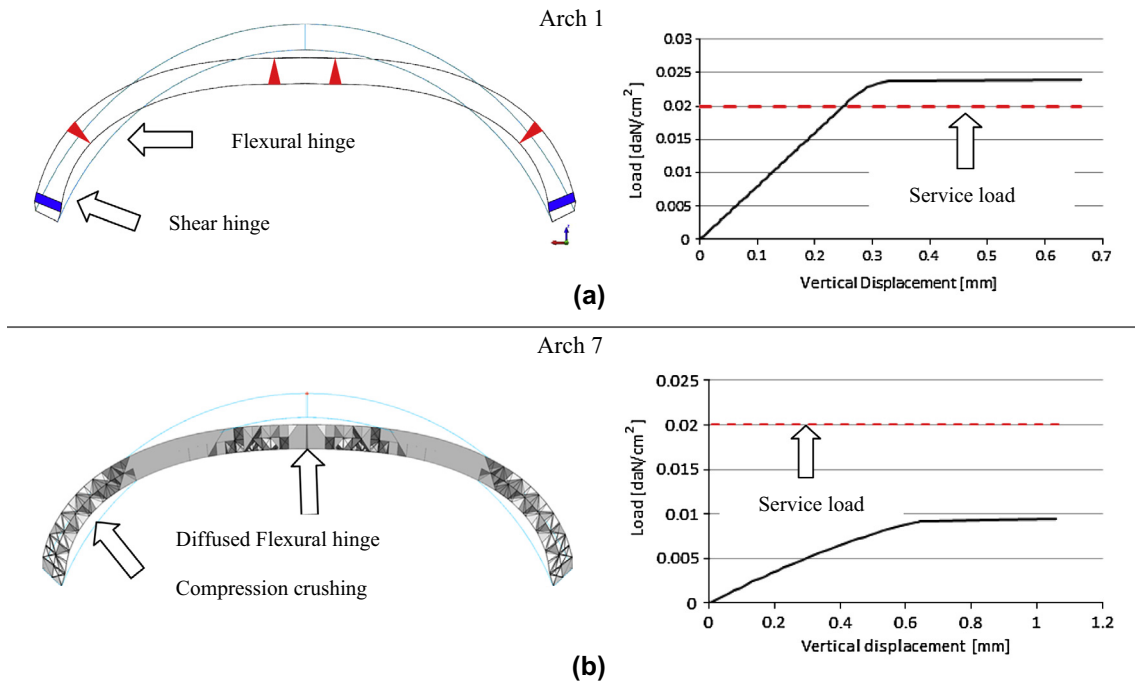 Arch 1
Flexural hinge
Shear hinge
0.03
0.025
0.02
0.015
0.01
0.005
0
Load [daN/cm²]
Service load
0 0.1 0.2 0.3 0.4 0.5 0.6 0.7
Vertical Displacement [mm]
(a)
Arch 7
Diffused Flexural hinge
Compression crushing
0.025
0.02
0.015
0.01
0.005
0
Load [daN/cm²]
Service load
0 0.2 0.4 0.6 0.8 1 1.2
Vertical displacement [mm]
(b)